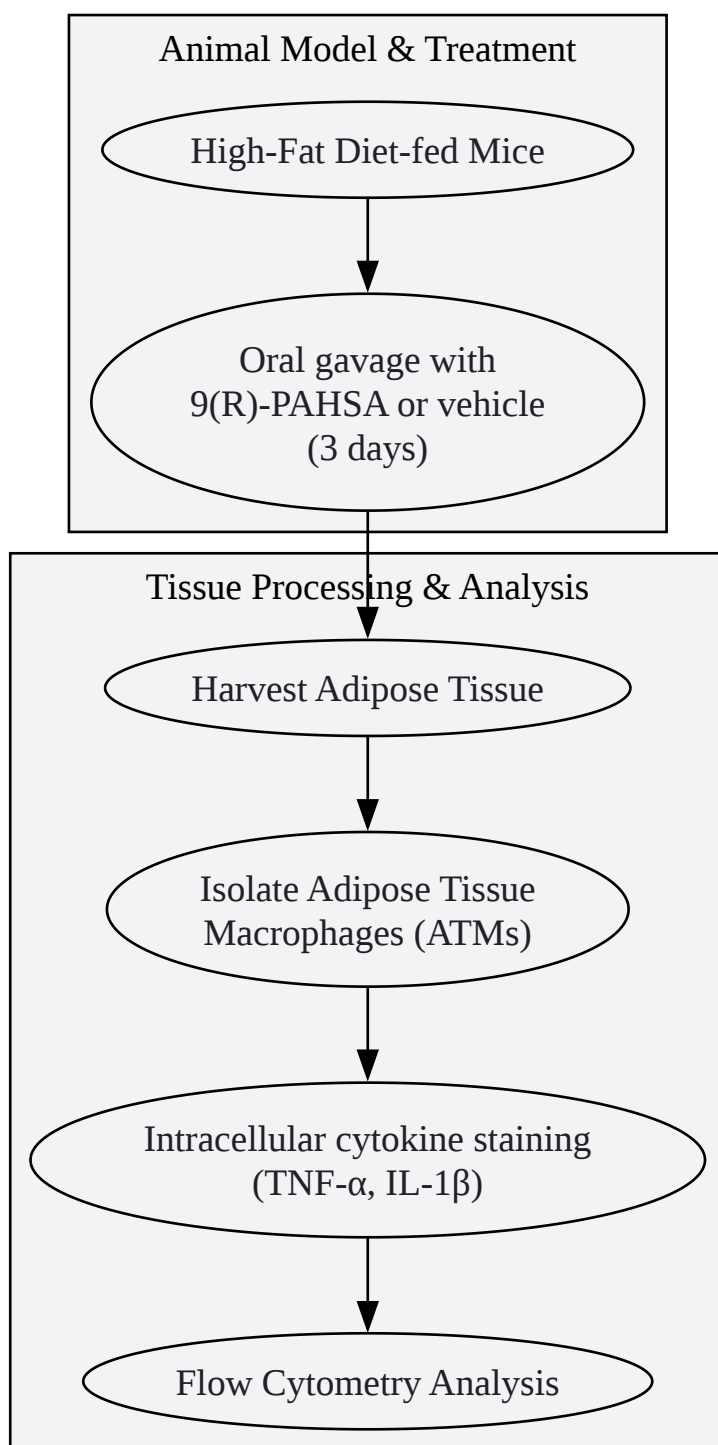 Animal Model & Treatment
High-Fat Diet-fed Mice
Oral gavage with
9(R)-PAHSA or vehicle
(3 days)
Tissue Processing & Analysis
Harvest Adipose Tissue
Isolate Adipose Tissue
Macrophages (ATMs)
Intracellular cytokine staining
(TNF-α, IL-1β)
Flow Cytometry Analysis